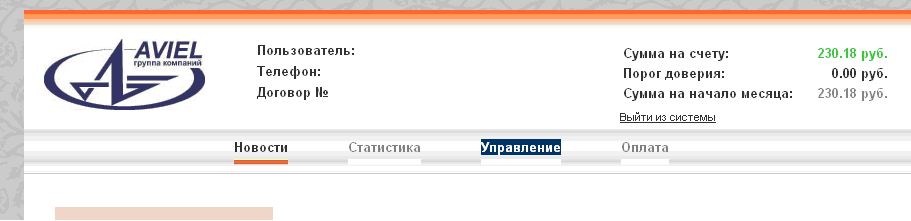 AVIEL
группа компаний
Пользователь:
Телефон:
Договор №
Сумма на счету: 230.18 руб.
Порог доверия: 0.00 руб.
Сумма на начало месяца: 230.18 руб.
Выйти из системы
Новости Статистика Управление Оплата